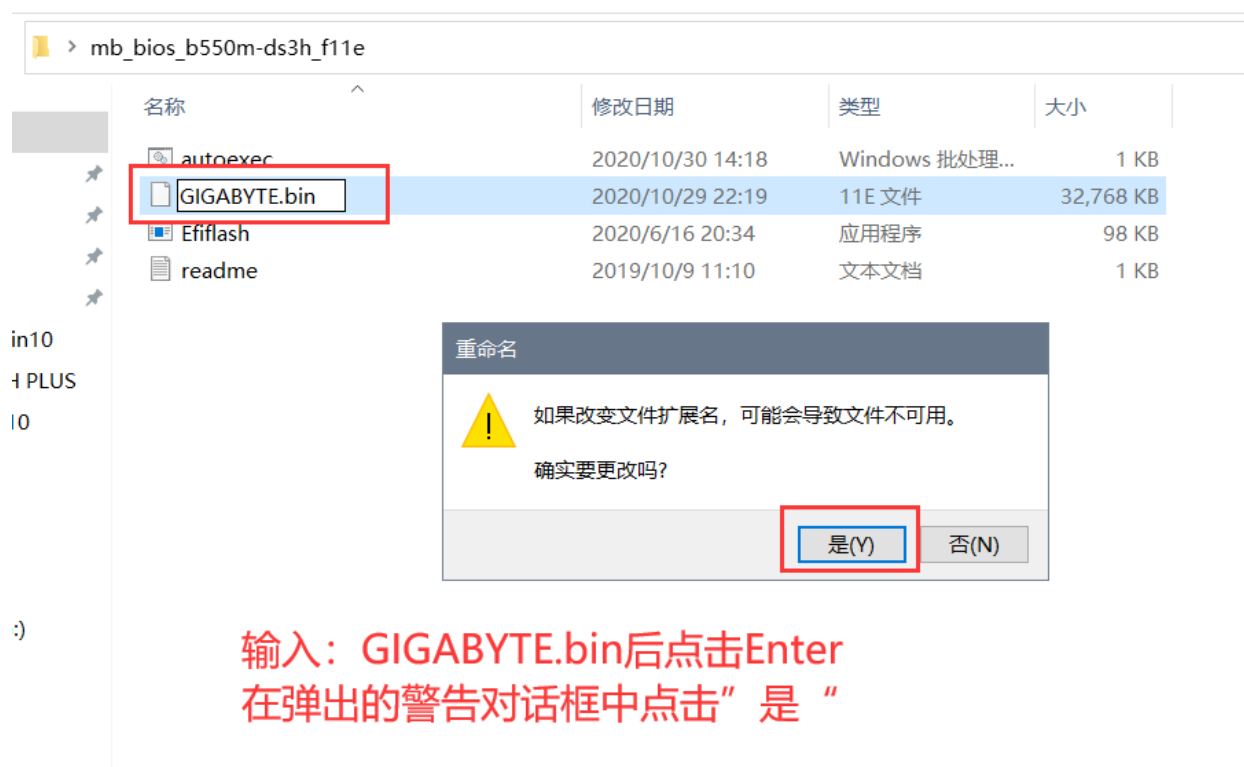 mb_bios_b550m-ds3h_f11e
名称 修改日期 类型 大小
autoexec 2020/10/30 14:18 Windows 批处理... 1 KB
GIGABYTE.bin 2020/10/29 22:19 11E 文件 32,768 KB
Efiflash 2020/6/16 20:34 应用程序 98 KB
readme 2019/10/9 11:10 文本文档 1 KB
in10
H PLUS
10
:)
重命名
如果改变文件扩展名，可能会导致文件不可用。
确实要更改吗?
是(Y) 否(N)
输入：GIGABYTE.bin后点击Enter
在弹出的警告对话框中点击”是“